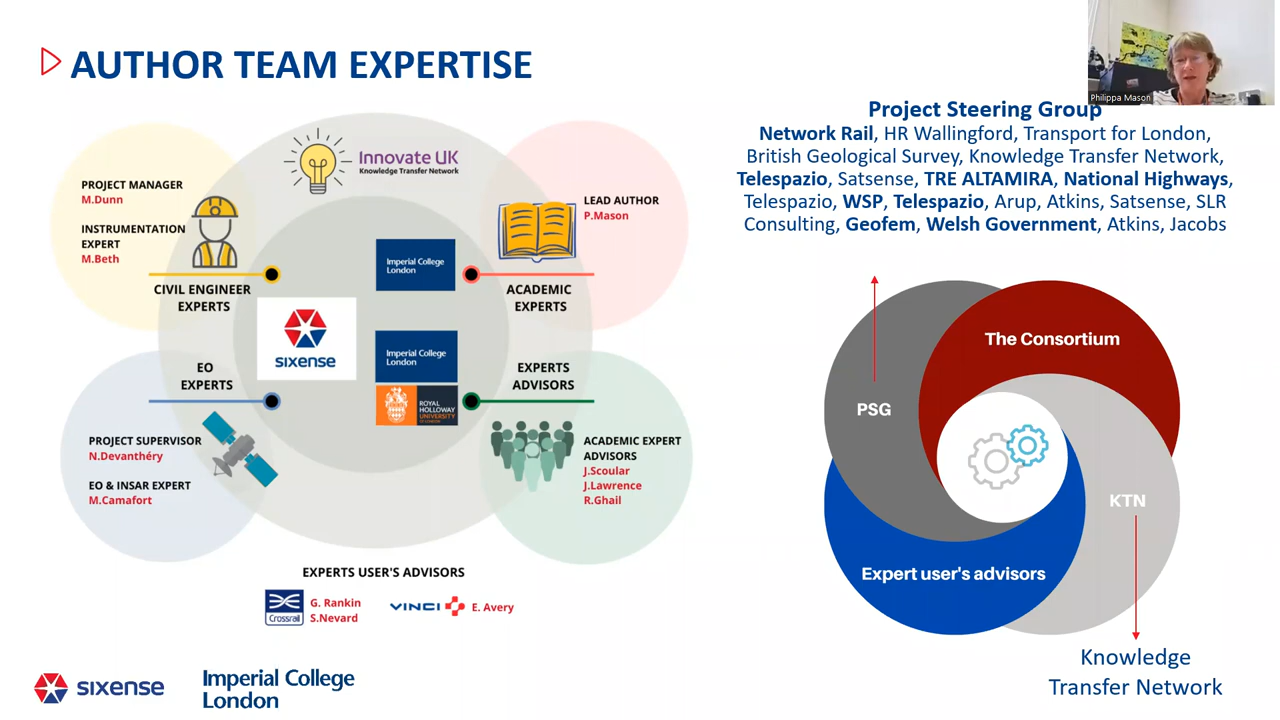 AUTHOR TEAM EXPERTISE
Philippa Mason
Project Steering Group
Network Rail, HR Wallingford, Transport for London,
British Geological Survey, Knowledge Transfer Network,
Telespazio, Satsense, TRE ALTAMIRA, National Highways,
Telespazio, WSP, Telespazio, Arup, Atkins, Satsense, SLR
Consulting, Geofem, Welsh Government, Atkins, Jacobs
Innovate UK
Knowledge Transfer Network
PROJECT MANAGER
M.Dunn
INSTRUMENTATION
EXPERT
M.Beth
CIVIL ENGINEER
EXPERTS
LEAD AUTHOR
P.Mason
ACADEMIC
EXPERTS
Imperial College
London
sixense
Imperial College
London
ROYAL
HOLLOWAY
UNIVERSITY
EO
EXPERTS
EXPERTS
ADVISORS
PROJECT SUPERVISOR
N.Devanthéry
EO & INSAR EXPERT
M.Camafort
ACADEMIC EXPERT
ADVISORS
J.Scoular
J.Lawrence
R.Ghail
EXPERTS USER'S ADVISORS
Crossrail
G. Rankin
S.Nevard
VINCI
E. Avery
The Consortium
PSG
KTN
Expert user's advisors
Knowledge
Transfer Network
sixense
Imperial College
London